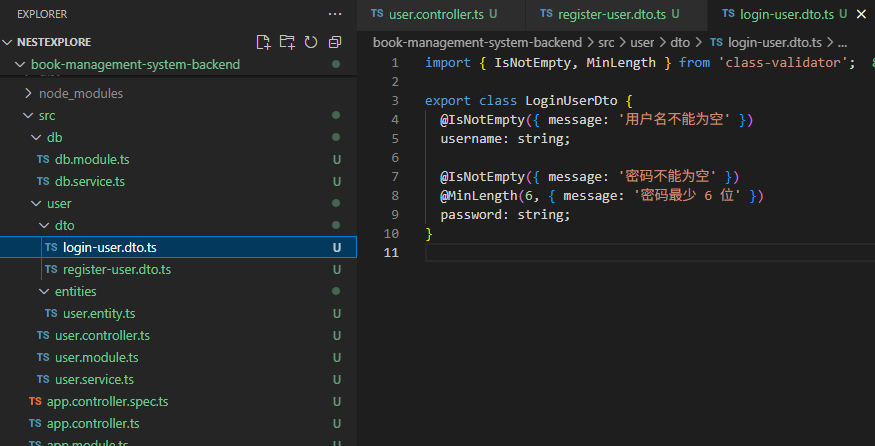 EXPLORER ...
NESTEXPLORE
book-management-system-backend
node_modules
src
db
TS db.module.ts U
TS db.service.ts U
user
dto
TS login-user.dto.ts U
TS register-user.dto.ts U
entities
TS user.entity.ts U
TS user.controller.ts U
TS user.module.ts U
TS user.service.ts U
TS app.controller.spec.ts U
TS app.controller.ts U
TS app.module.ts U
TS user.controller.ts U TS register-user.dto.ts U TS login-user.dto.ts U
book-management-system-backend > src > user > dto > TS login-user.dto.ts > ...
1 import { IsNotEmpty, MinLength } from 'class-validator';
2
3 export class LoginUserDto {
4 @IsNotEmpty({ message: '用户名不能为空' })
5 username: string;
6
7 @IsNotEmpty({ message: '密码不能为空' })
8 @MinLength(6, { message: '密码最少 6 位' })
9 password: string;
10 }
11